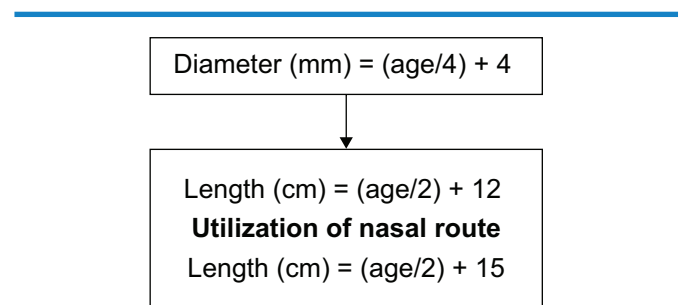 Diameter (mm) = (age/4) + 4
Length (cm) = (age/2) + 12
Utilization of nasal route
Length (cm) = (age/2) + 15